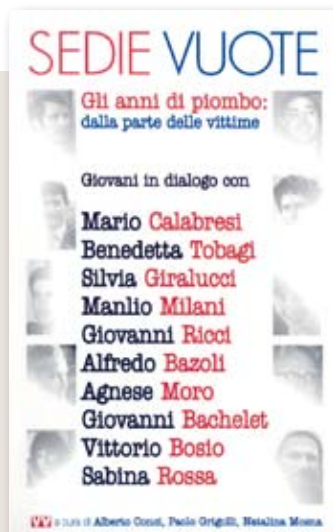 SEDIE VUOTE
Gli anni di piombo:
dalla parte delle vittime
Giovani in dialogo con
Mario Calabresi
Benedetta Tobagi
Silvia Giralucci
Manlio Milani
Giovanni Ricci
Alfredo Bazoli
Agnese Moro
Giovanni Bachelet
Vittorio Bosio
Sabina Rossa
a cura di Alberto Conci, Paolo Grigolli, Natalina Mosna